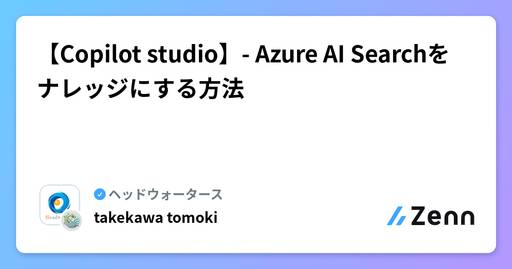 【Copilot studio】- Azure AI Searchを
ナレッジにする方法
ヘッドウォータース
takekawa tomoki
Zenn